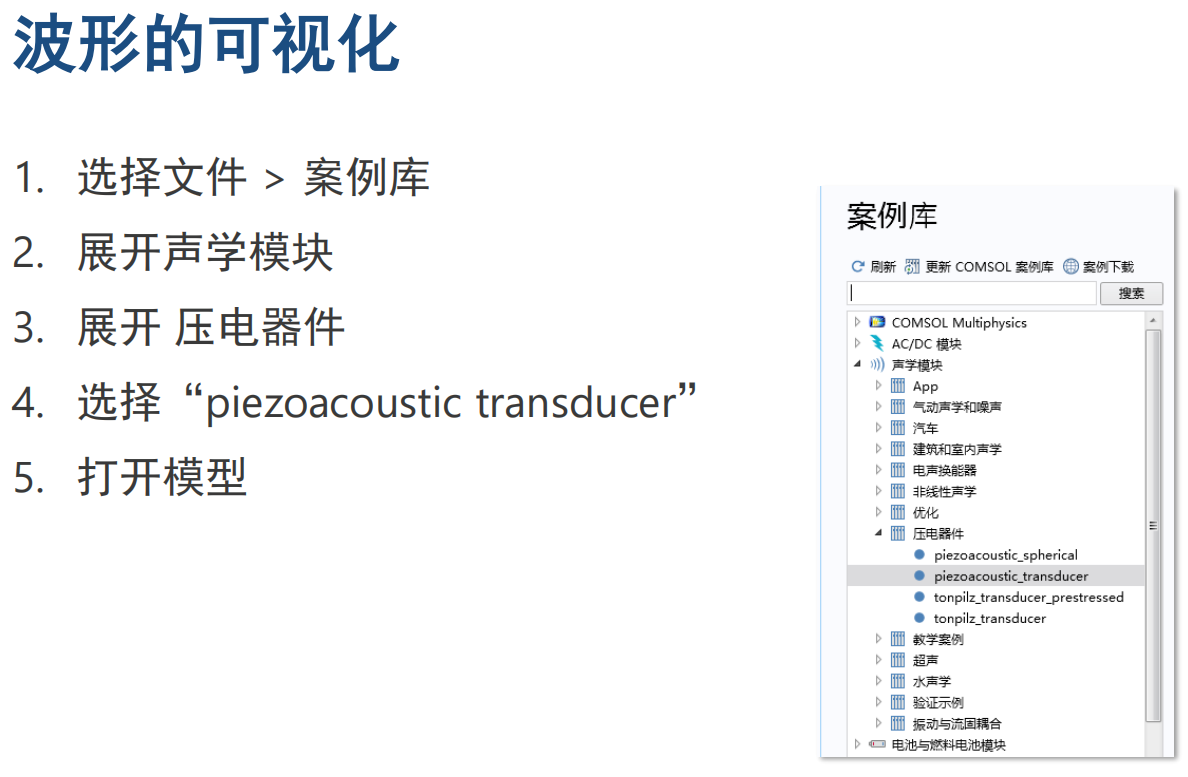 波形的可视化
1. 选择文件 > 案例库
2. 展开声学模块
3. 展开 压电器件
4. 选择“piezoacoustic transducer”
5. 打开模型
案例库
刷新 更新 COMSOL 案例库 案例下载
搜索
COMSOL Multiphysics
AC/DC 模块
声学模块
App
气动声学和噪声
汽车
建筑和室内声学
电声换能器
非线性声学
优化
压电器件
piezoacoustic_spherical
piezoacoustic_transducer
tonpilz_transducer_prestressed
tonpilz_transducer
教学案例
超声
水声学
验证示例
振动与流固耦合
电池与燃料电池模块